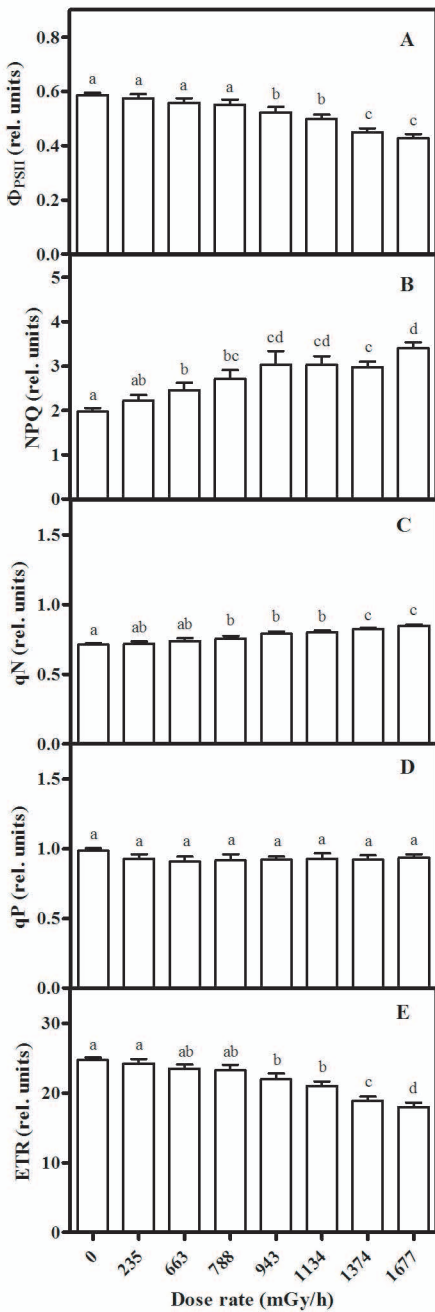 A
0.8
0.6
0.4
0.2
0.0
Φ_PSII (rel. units)
a a a a b b c c
B
5
4
3
2
1
0
NPQ (rel. units)
a ab b bc cd cd c d
C
1.5
1.0
0.5
0.0
qN (rel. units)
a ab ab b b b c c
D
1.5
1.0
0.5
0.0
qP (rel. units)
a a a a a a a a
E
30
20
10
0
ETR (rel. units)
a a ab ab b b c d
0 235 663 788 943 1134 1374 1677
Dose rate (mGy/h)